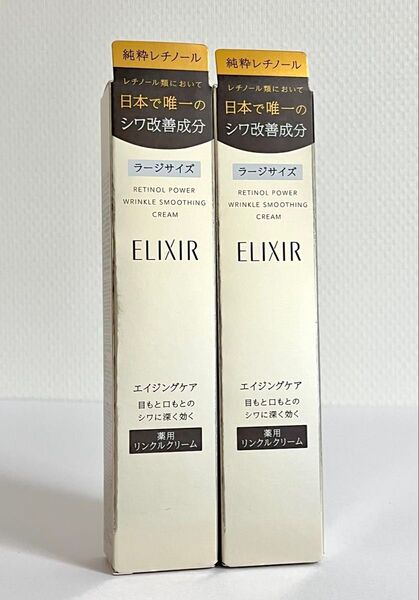 純粋レチノール
レチノール類において
日本で唯一の
シワ改善成分
ラージサイズ
RETINOL POWER
WRINKLE SMOOTHING
CREAM
ELIXIR
エイジングケア
目もと口もとの
シワに深く効く
薬用
リンクルクリーム
純粋レチノール
レチノール類において
日本で唯一の
シワ改善成分
ラージサイズ
RETINOL POWER
WRINKLE SMOOTHING
CREAM
ELIXIR
エイジングケア
目もと口もとの
シワに深く効く
薬用
リンクルクリーム